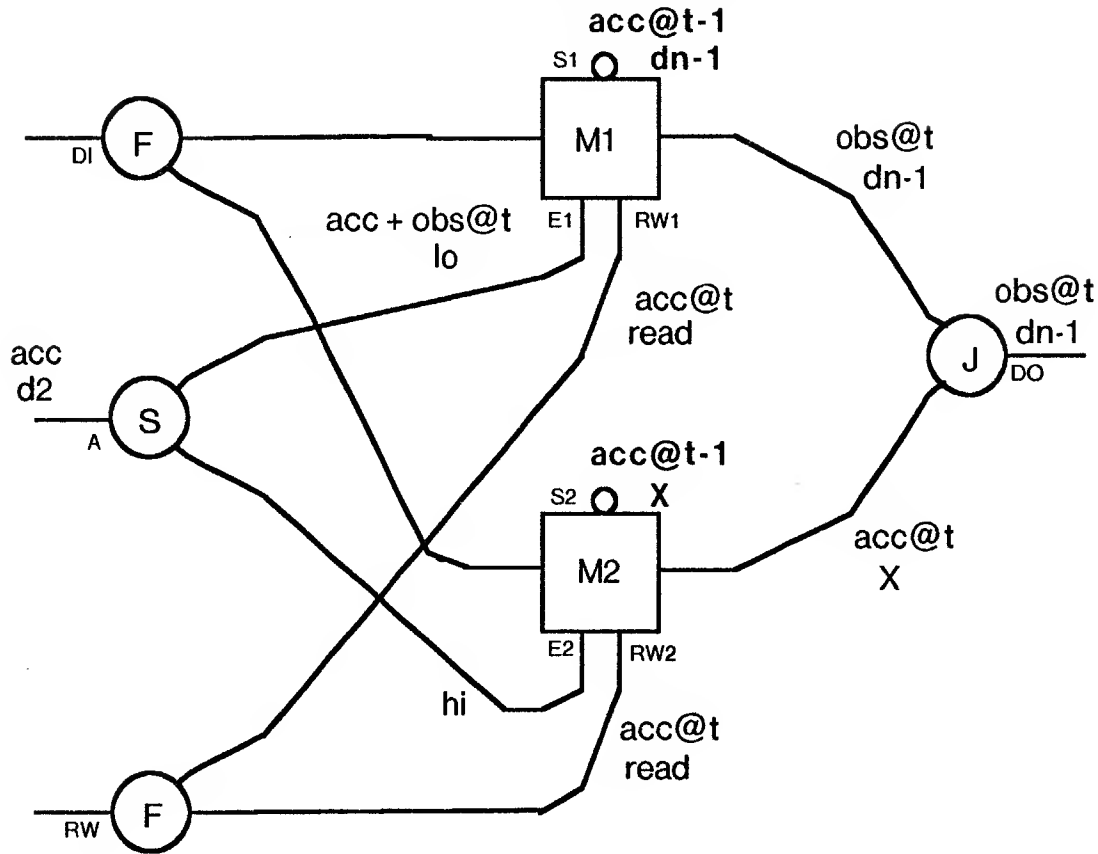 acc@t-1
dn-1
S1
M1
F
DI
obs@t
dn-1
acc + obs@t
lo
E1
RW1
acc@t
read
obs@t
dn-1
J
DO
acc
d2
S
A
acc@t-1
X
S2
M2
acc@t
X
E2
RW2
hi
acc@t
read
F
RW